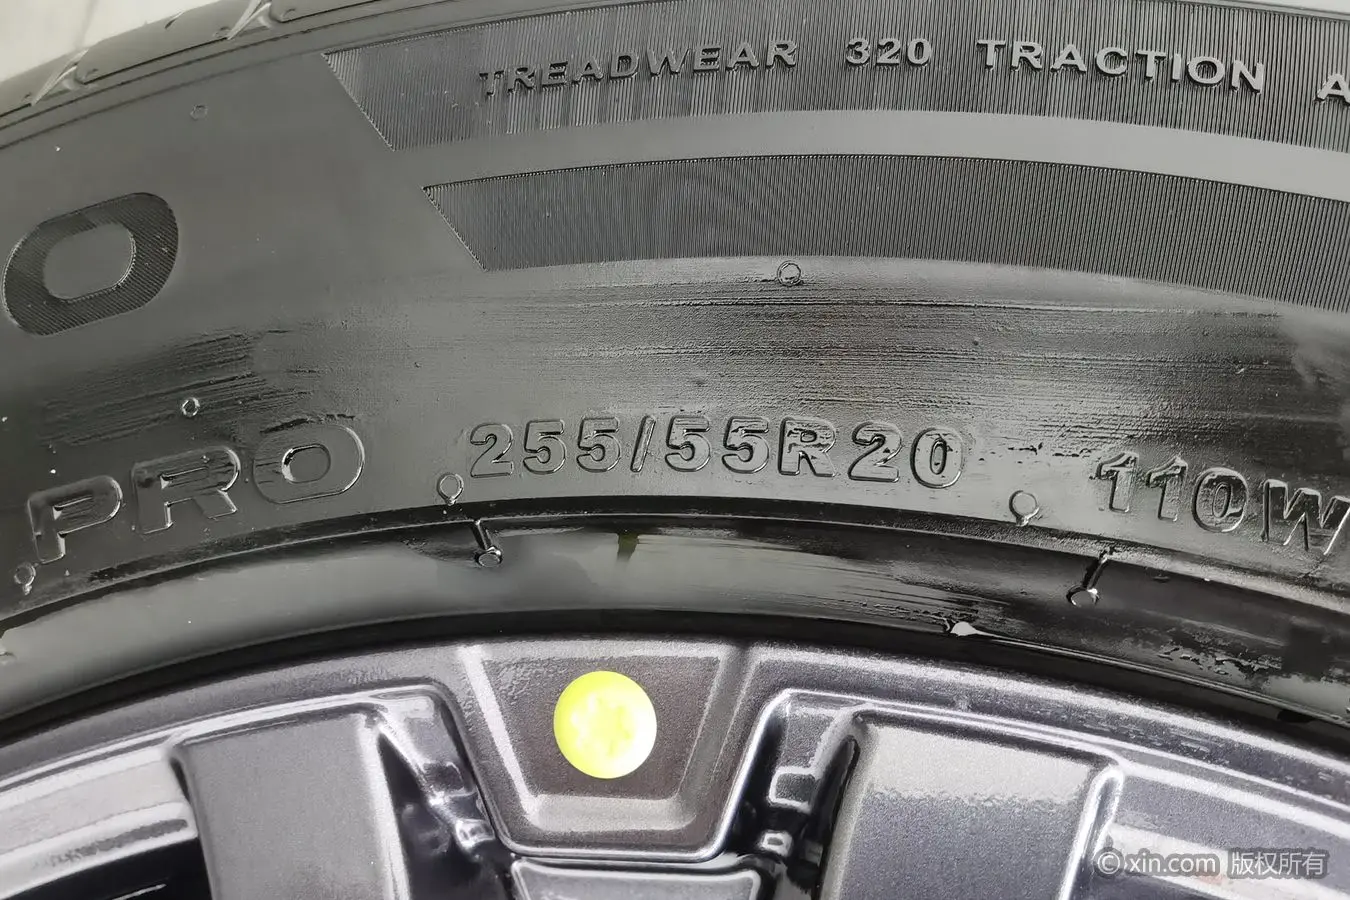 TREADWEAR 320 TRACTION A
O
PRO 255/55R20 110W
©xin.com 版权所有